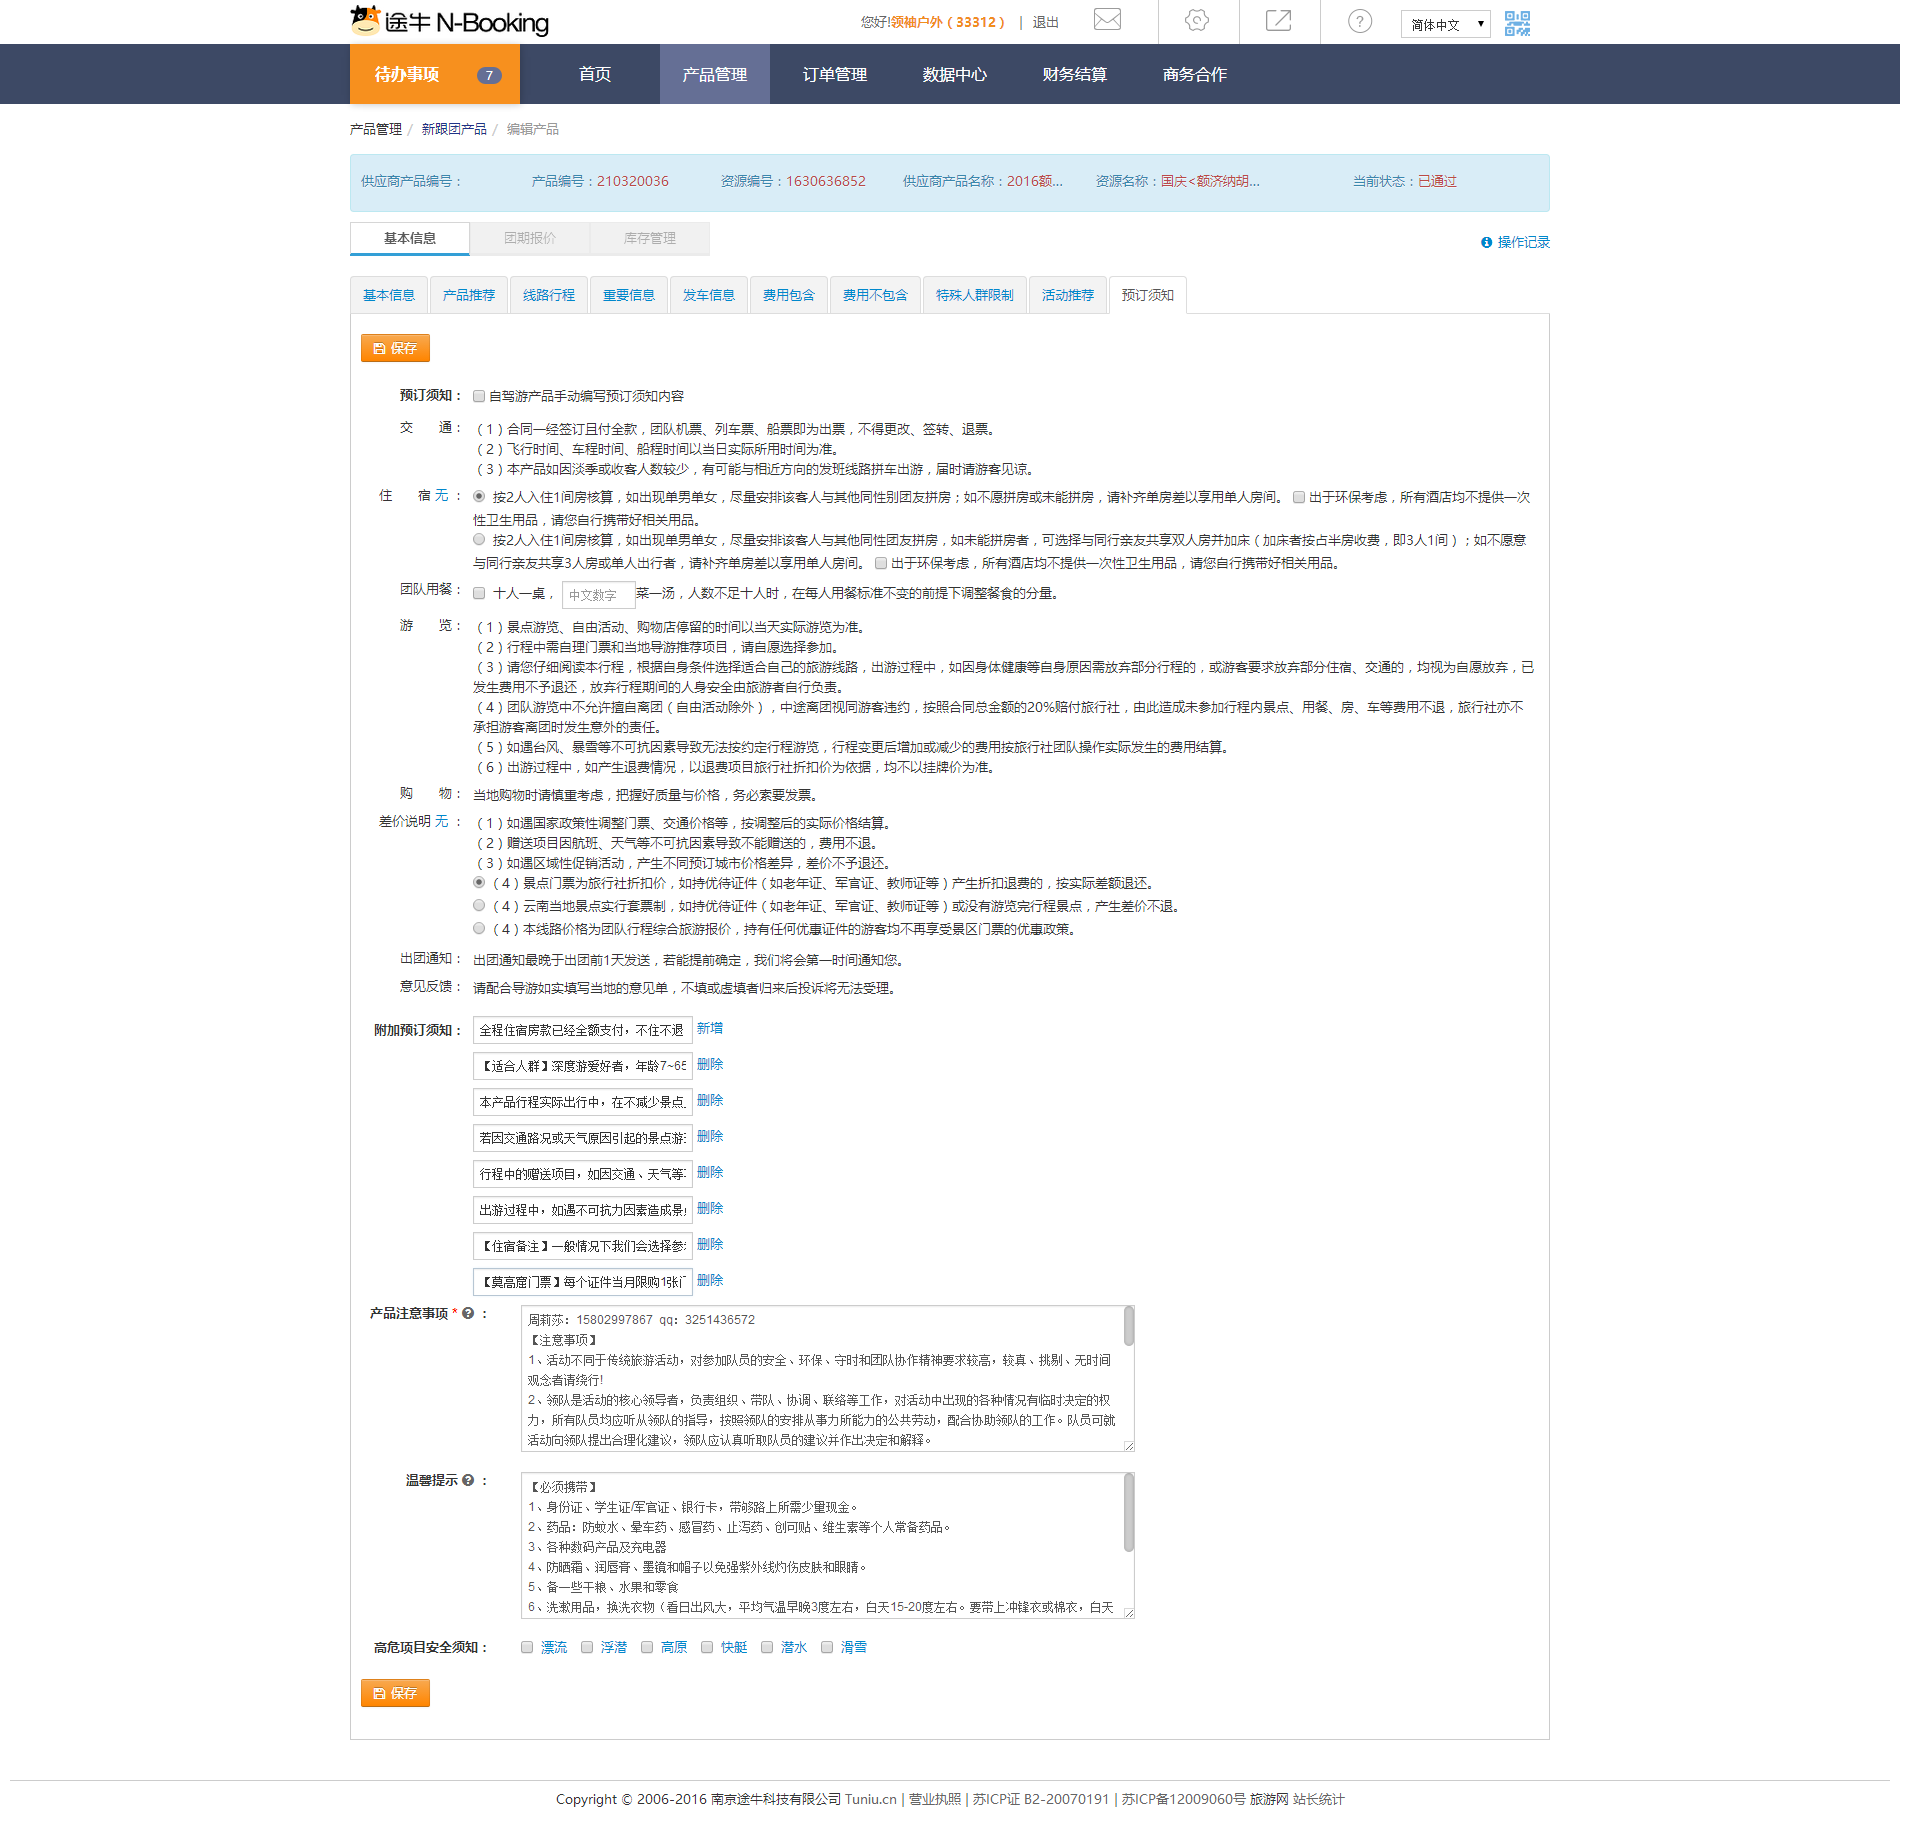 途牛 N-Booking
您好!领袖户外（33312） | 退出
简体中文
待办事项 7 首页 产品管理 订单管理 数据中心 财务结算 商务合作
产品管理 / 新跟团产品 / 编辑产品
供应商产品编号： 产品编号：210320036 资源编号：1630636852 供应商产品名称：2016额... 资源名称：国庆<额济纳胡... 当前状态：已通过
基本信息 团期报价 库存管理
操作记录
基本信息 产品推荐 线路行程 重要信息 发车信息 费用包含 费用不包含 特殊人群限制 活动推荐 预订须知
保存
预订须知： 自驾游产品手动编写预订须知内容
交 通： （1）合同一经签订且付全款，团队机票、列车票、船票即为出票，不得更改、签转、退票。
（2）飞行时间、车程时间、船程时间以当日实际所用时间为准。
（3）本产品如因淡季或收客人数较少，有可能与相近方向的发班线路拼车出游，届时请游客见谅。
住 宿 无 ： 按2人入住1间房核算，如出现单男单女，尽量安排该客人与其他同性别团友拼房；如不愿拼房或未能拼房，请补齐单房差以享用单人房间。 出于环保考虑，所有酒店均不提供一次
性卫生用品，请您自行携带好相关用品。
按2人入住1间房核算，如出现单男单女，尽量安排该客人与其他同性团友拼房，如未能拼房者，可选择与同行亲友共享双人房并加床（加床者按占半房收费，即3人1间）；如不愿意
与同行亲友共享3人房或单人出行者，请补齐单房差以享用单人房间。 出于环保考虑，所有酒店均不提供一次性卫生用品，请您自行携带好相关用品。
团队用餐： 十人一桌， 中文数字 菜一汤，人数不足十人时，在每人用餐标准不变的前提下调整餐食的分量。
游 览： （1）景点游览、自由活动、购物店停留的时间以当天实际游览为准。
（2）行程中需自理门票和当地导游推荐项目，请自愿选择参加。
（3）请您仔细阅读本行程，根据自身条件选择适合自己的旅游线路，出游过程中，如因身体健康等自身原因需放弃部分行程的，或游客要求放弃部分住宿、交通的，均视为自愿放弃，已
发生费用不予退还，放弃行程期间的人身安全由旅游者自行负责。
（4）团队游览中不允许擅自离团（自由活动除外），中途离团视同游客违约，按照合同总金额的20%赔付旅行社，由此造成未参加行程内景点、用餐、房、车等费用不退，旅行社亦不
承担游客离团时发生意外的责任。
（5）如遇台风、暴雪等不可抗因素导致无法按约定行程游览，行程变更后增加或减少的费用按旅行社团队操作实际发生的费用结算。
（6）出游过程中，如产生退费情况，以退费项目旅行社折扣价为依据，均不以挂牌价为准。
购 物： 当地购物时请慎重考虑，把握好质量与价格，务必索要发票。
差价说明 无 ： （1）如遇国家政策性调整门票、交通价格等，按调整后的实际价格结算。
（2）赠送项目因航班、天气等不可抗因素导致不能赠送的，费用不退。
（3）如遇区域性促销活动，产生不同预订城市价格差异，差价不予退还。
（4）景点门票为旅行社折扣价，如持优待证件（如老年证、军官证、教师证等）产生折扣退费的，按实际差额退还。
（4）云南当地景点实行套票制，如持优待证件（如老年证、军官证、教师证等）或没有游览完行程景点，产生差价不退。
（4）本线路价格为团队行程综合旅游报价，持有任何优惠证件的游客均不再享受景区门票的优惠政策。
出团通知： 出团通知最晚于出团前1天发送，若能提前确定，我们将会第一时间通知您。
意见反馈： 请配合导游如实填写当地的意见单，不填或虚填者归来后投诉将无法受理。
附加预订须知： 全程住宿房款已经全额支付，不住不退 新增
【适合人群】深度游爱好者，年龄7~65 删除
本产品行程实际出行中，在不减少景点 删除
若因交通路况或天气原因引起的景点游 删除
行程中的赠送项目，如因交通、天气等 删除
出游过程中，如遇不可抗力因素造成景 删除
【住宿备注】一般情况下我们会选择参 删除
【莫高窟门票】每个证件当月限购1张门 删除
产品注意事项 * ： 周莉莎：15802997867 qq：3251436572
【注意事项】
1、活动不同于传统旅游活动，对参加队员的安全、环保、守时和团队协作精神要求较高，较真、挑剔、无时间
观念者请绕行!
2、领队是活动的核心领导者，负责组织、带队、协调、联络等工作，对活动中出现的各种情况有临时决定的权
力，所有队员均应听从领队的指导，按照领队的安排从事力所能力的公共劳动，配合协助领队的工作。队员可就
活动向领队提出合理化建议，领队应认真听取队员的建议并作出决定和解释。
温馨提示 ： 【必须携带】
1、身份证、学生证/军官证、银行卡，带够路上所需少量现金。
2、药品：防蚊水、晕车药、感冒药、止泻药、创可贴、维生素等个人常备药品。
3、各种数码产品及充电器
4、防晒霜、润唇膏、墨镜和帽子以免强紫外线灼伤皮肤和眼睛。
5、备一些干粮、水果和零食
6、洗漱用品，换洗衣物（看日出风大，平均气温早晚3度左右，白天15-20度左右。要带上冲锋衣或棉衣，白天
高危项目安全须知： 漂流 浮潜 高原 快艇 潜水 滑雪
保存
Copyright © 2006-2016 南京途牛科技有限公司 Tuniu.cn | 营业执照 | 苏ICP证 B2-20070191 | 苏ICP备12009060号 旅游网 站长统计